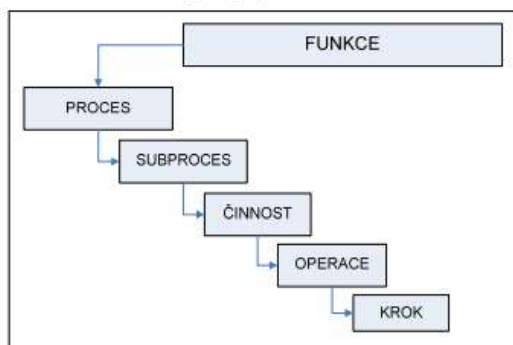 FUNKCE
PROCES
SUBPROCES
ČINNOST
OPERACE
KROK